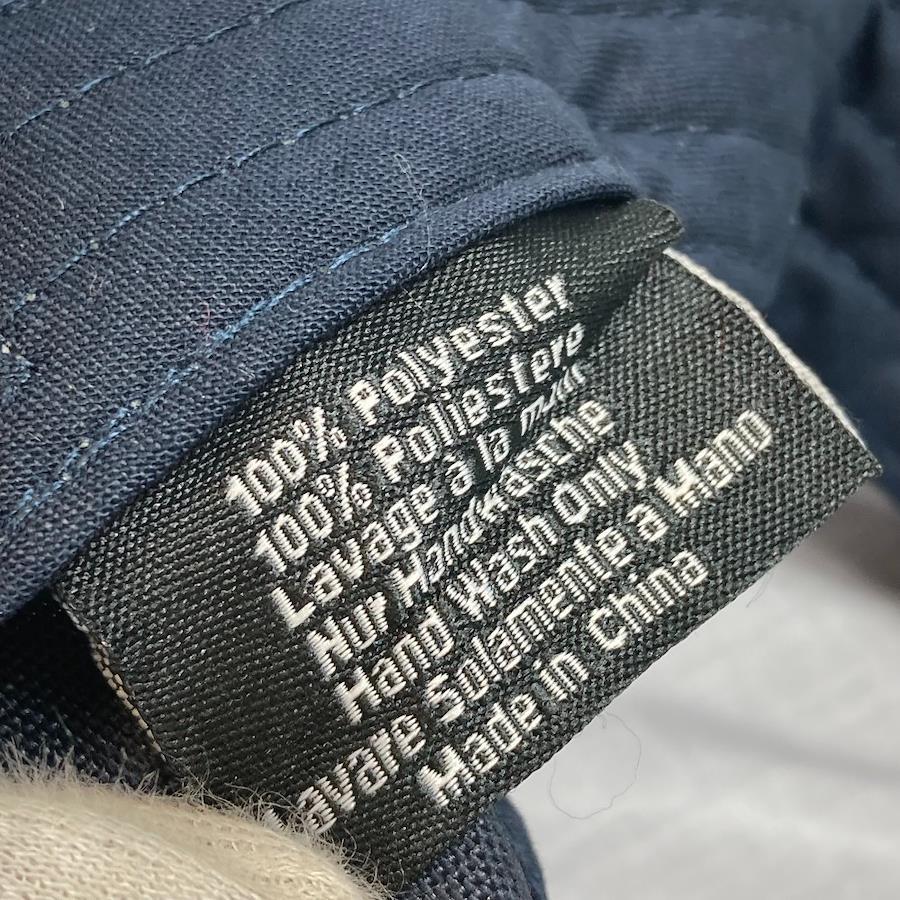 100% Polyester
100% Poliestere
Lavage à la main
Nur Handwäsche
Hand Wash Only
Lavare Solamente a Mano
Made in China